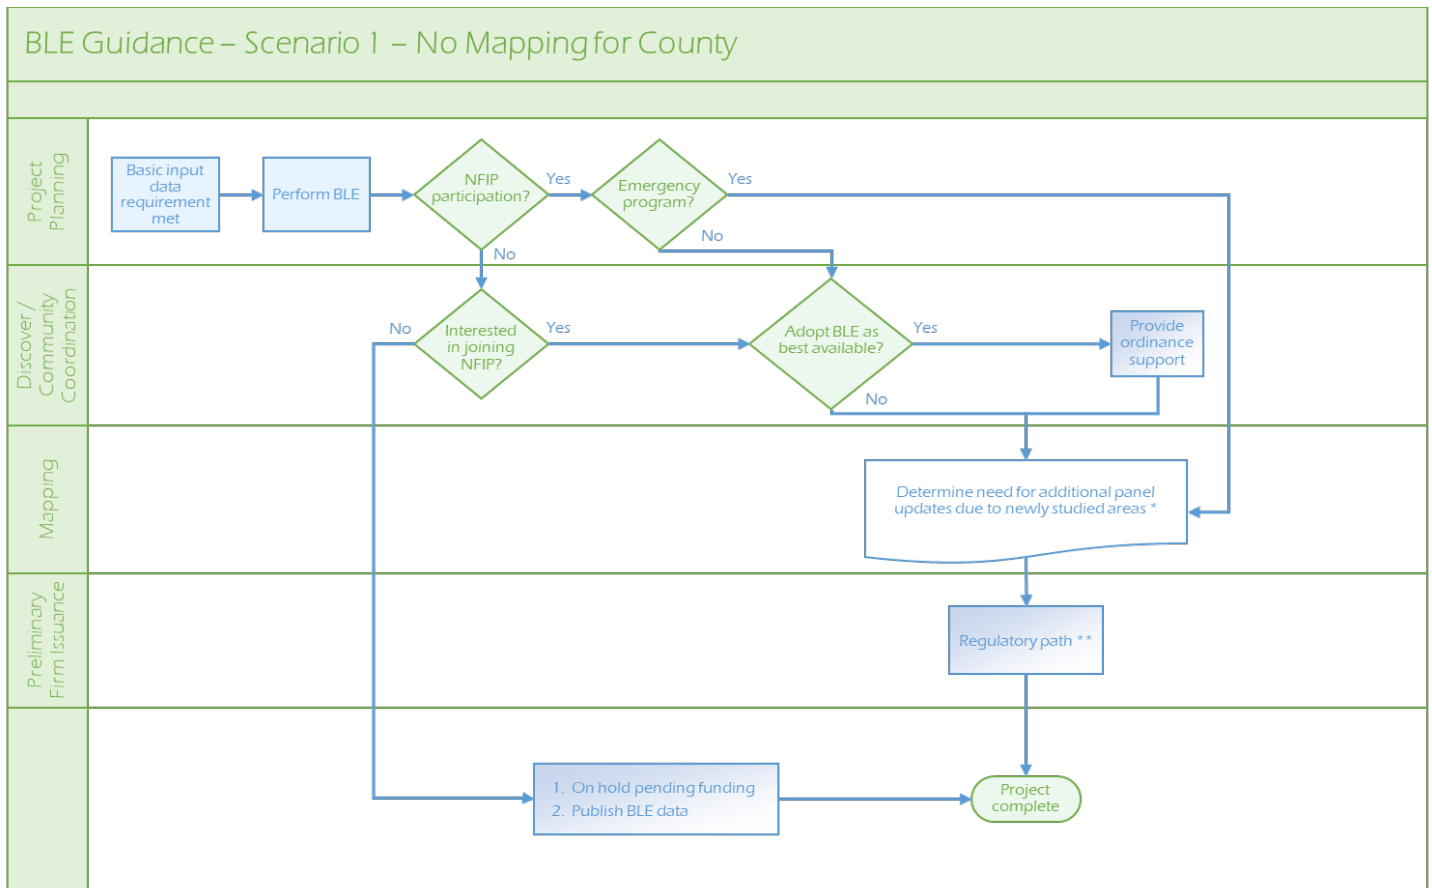 BLE Guidance – Scenario 1 – No Mapping for County
Project
Planning
Basic input
data
requirement
met
Perform BLE
NFIP
participation?
Yes
No
Emergency
program?
Yes
No
Discover /
Community
Coordination
No
Interested
in joining
NFIP?
Yes
Adopt BLE as
best available?
Yes
No
Provide
ordinance
support
Mapping
Determine need for additional panel
updates due to newly studied areas *
Preliminary
Firm Issuance
Regulatory path **
1. On hold pending funding
2. Publish BLE data
Project
complete